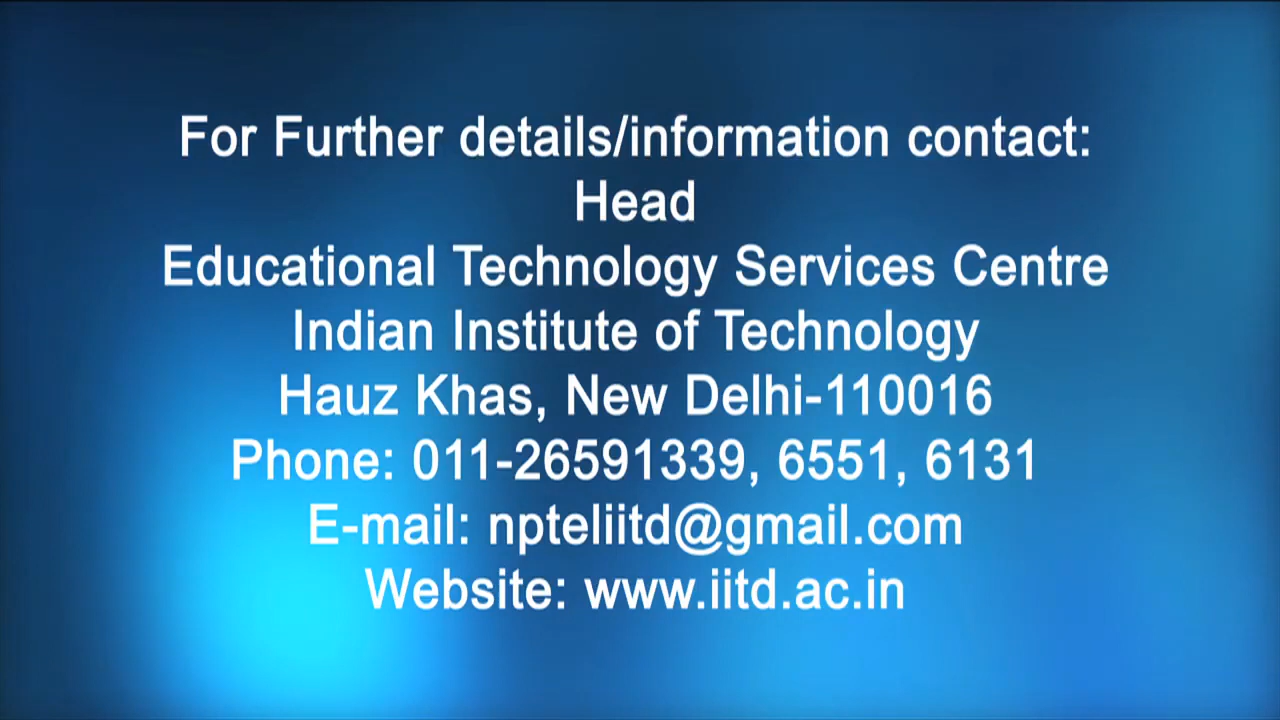 For Further details/information contact:
Head
Educational Technology Services Centre
Indian Institute of Technology
Hauz Khas, New Delhi-110016
Phone: 011-26591339, 6551, 6131
E-mail: npteliitd@gmail.com
Website: www.iitd.ac.in